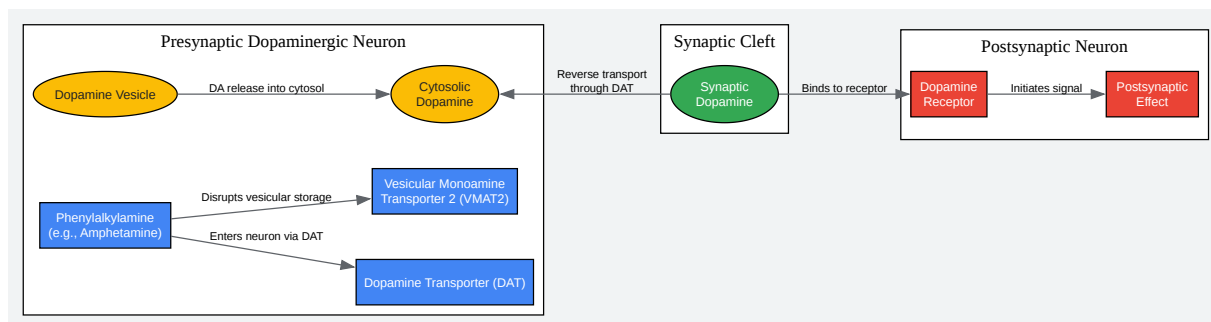 Presynaptic Dopaminergic Neuron
Dopamine Vesicle
DA release into cytosol
Cytosolic
Dopamine
Phenylalkylamine
(e.g., Amphetamine)
Disrupts vesicular storage
Enters neuron via DAT
Vesicular Monoamine
Transporter 2 (VMAT2)
Dopamine Transporter (DAT)
Reverse transport
through DAT
Synaptic Cleft
Synaptic
Dopamine
Binds to receptor
Postsynaptic Neuron
Dopamine
Receptor
Initiates signal
Postsynaptic
Effect